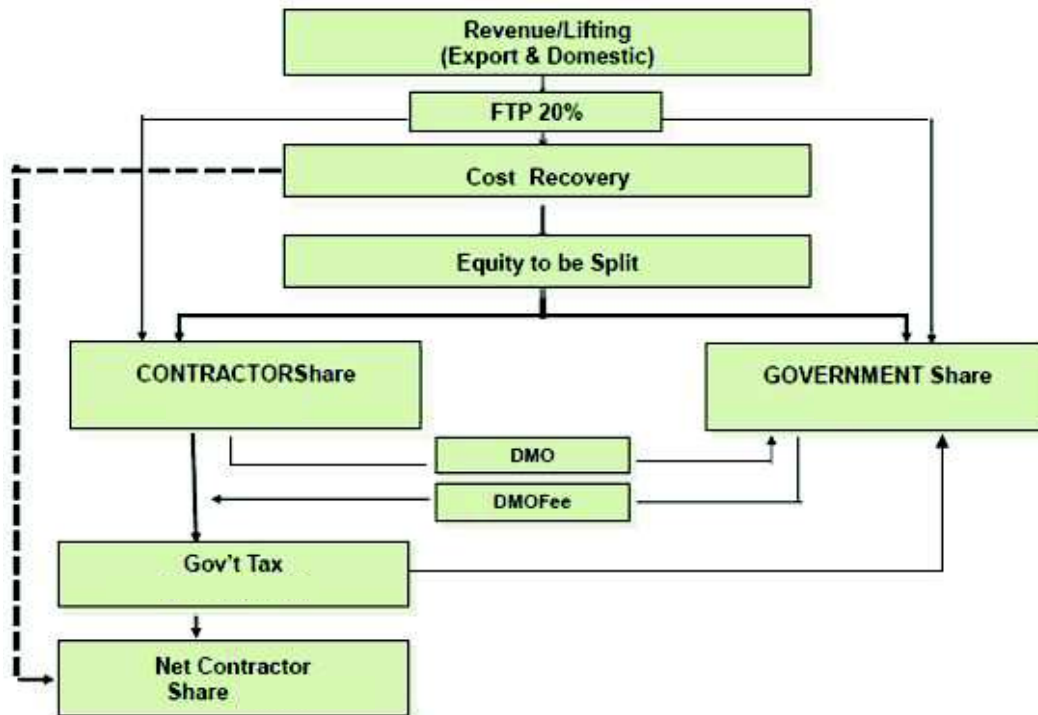 Revenue/Lifting
(Export & Domestic)
FTP 20%
Cost Recovery
Equity to be Split
CONTRACTORShare
GOVERNMENT Share
DMO
DMOFee
Gov't Tax
Net Contractor
Share